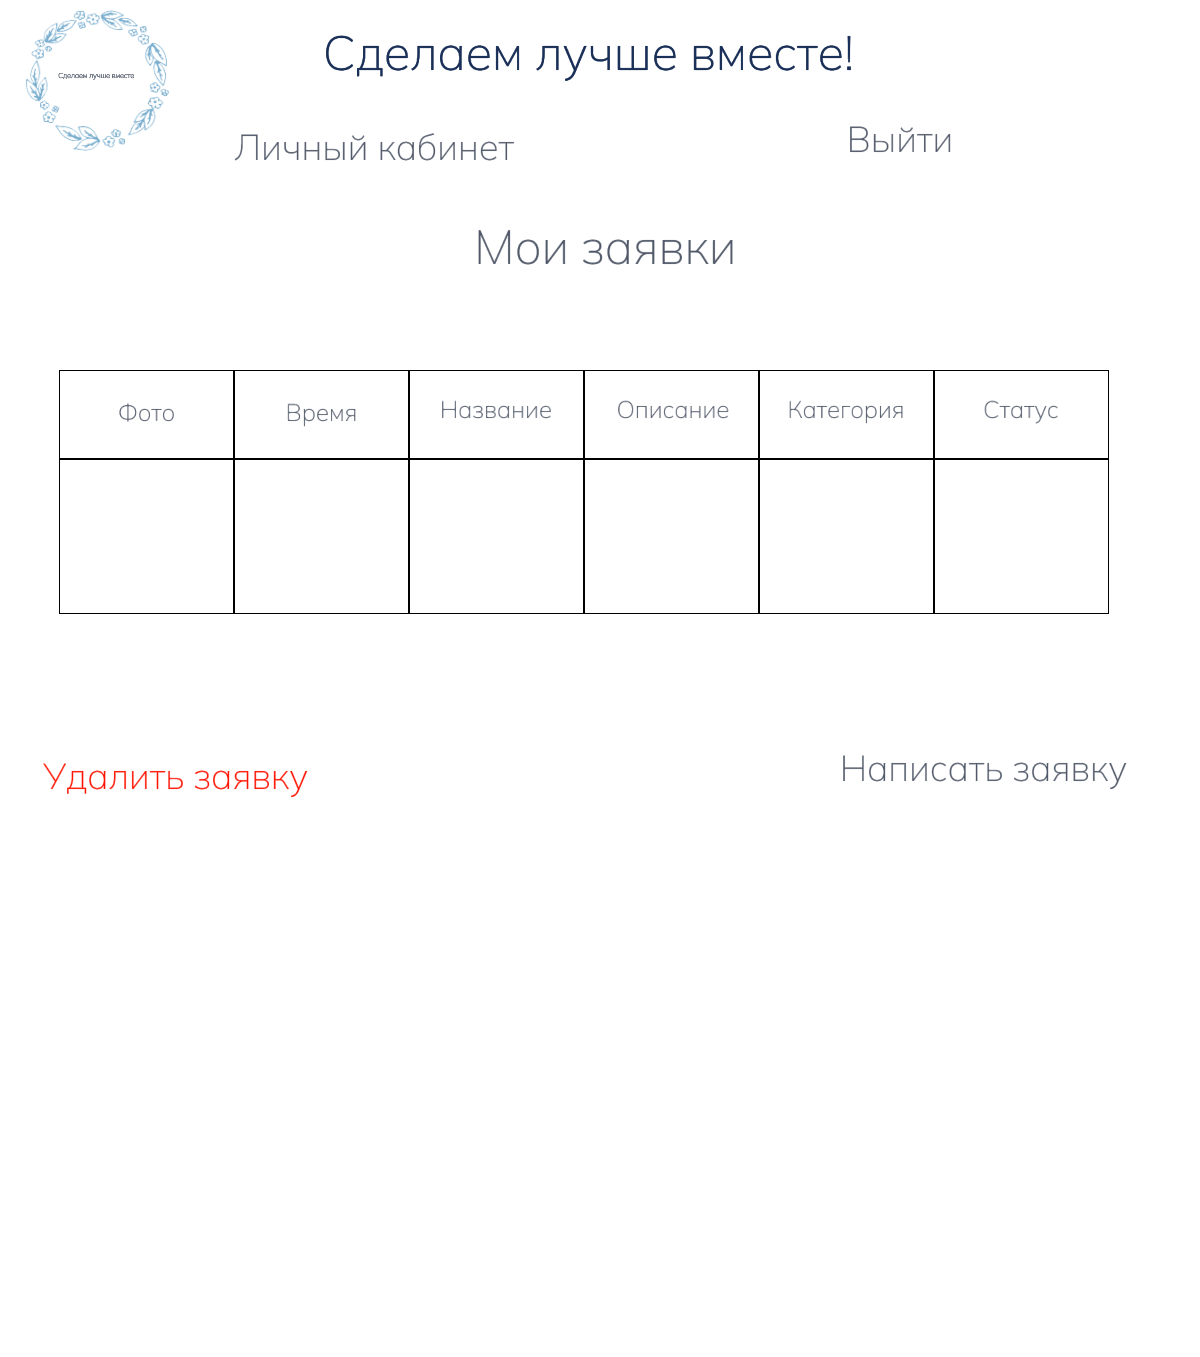 Сделаем лучше вместе!
Сделаем лучше вместе
Личный кабинет
Выйти
Мои заявки
Фото
Время
Название
Описание
Категория
Статус
Удалить заявку
Написать заявку